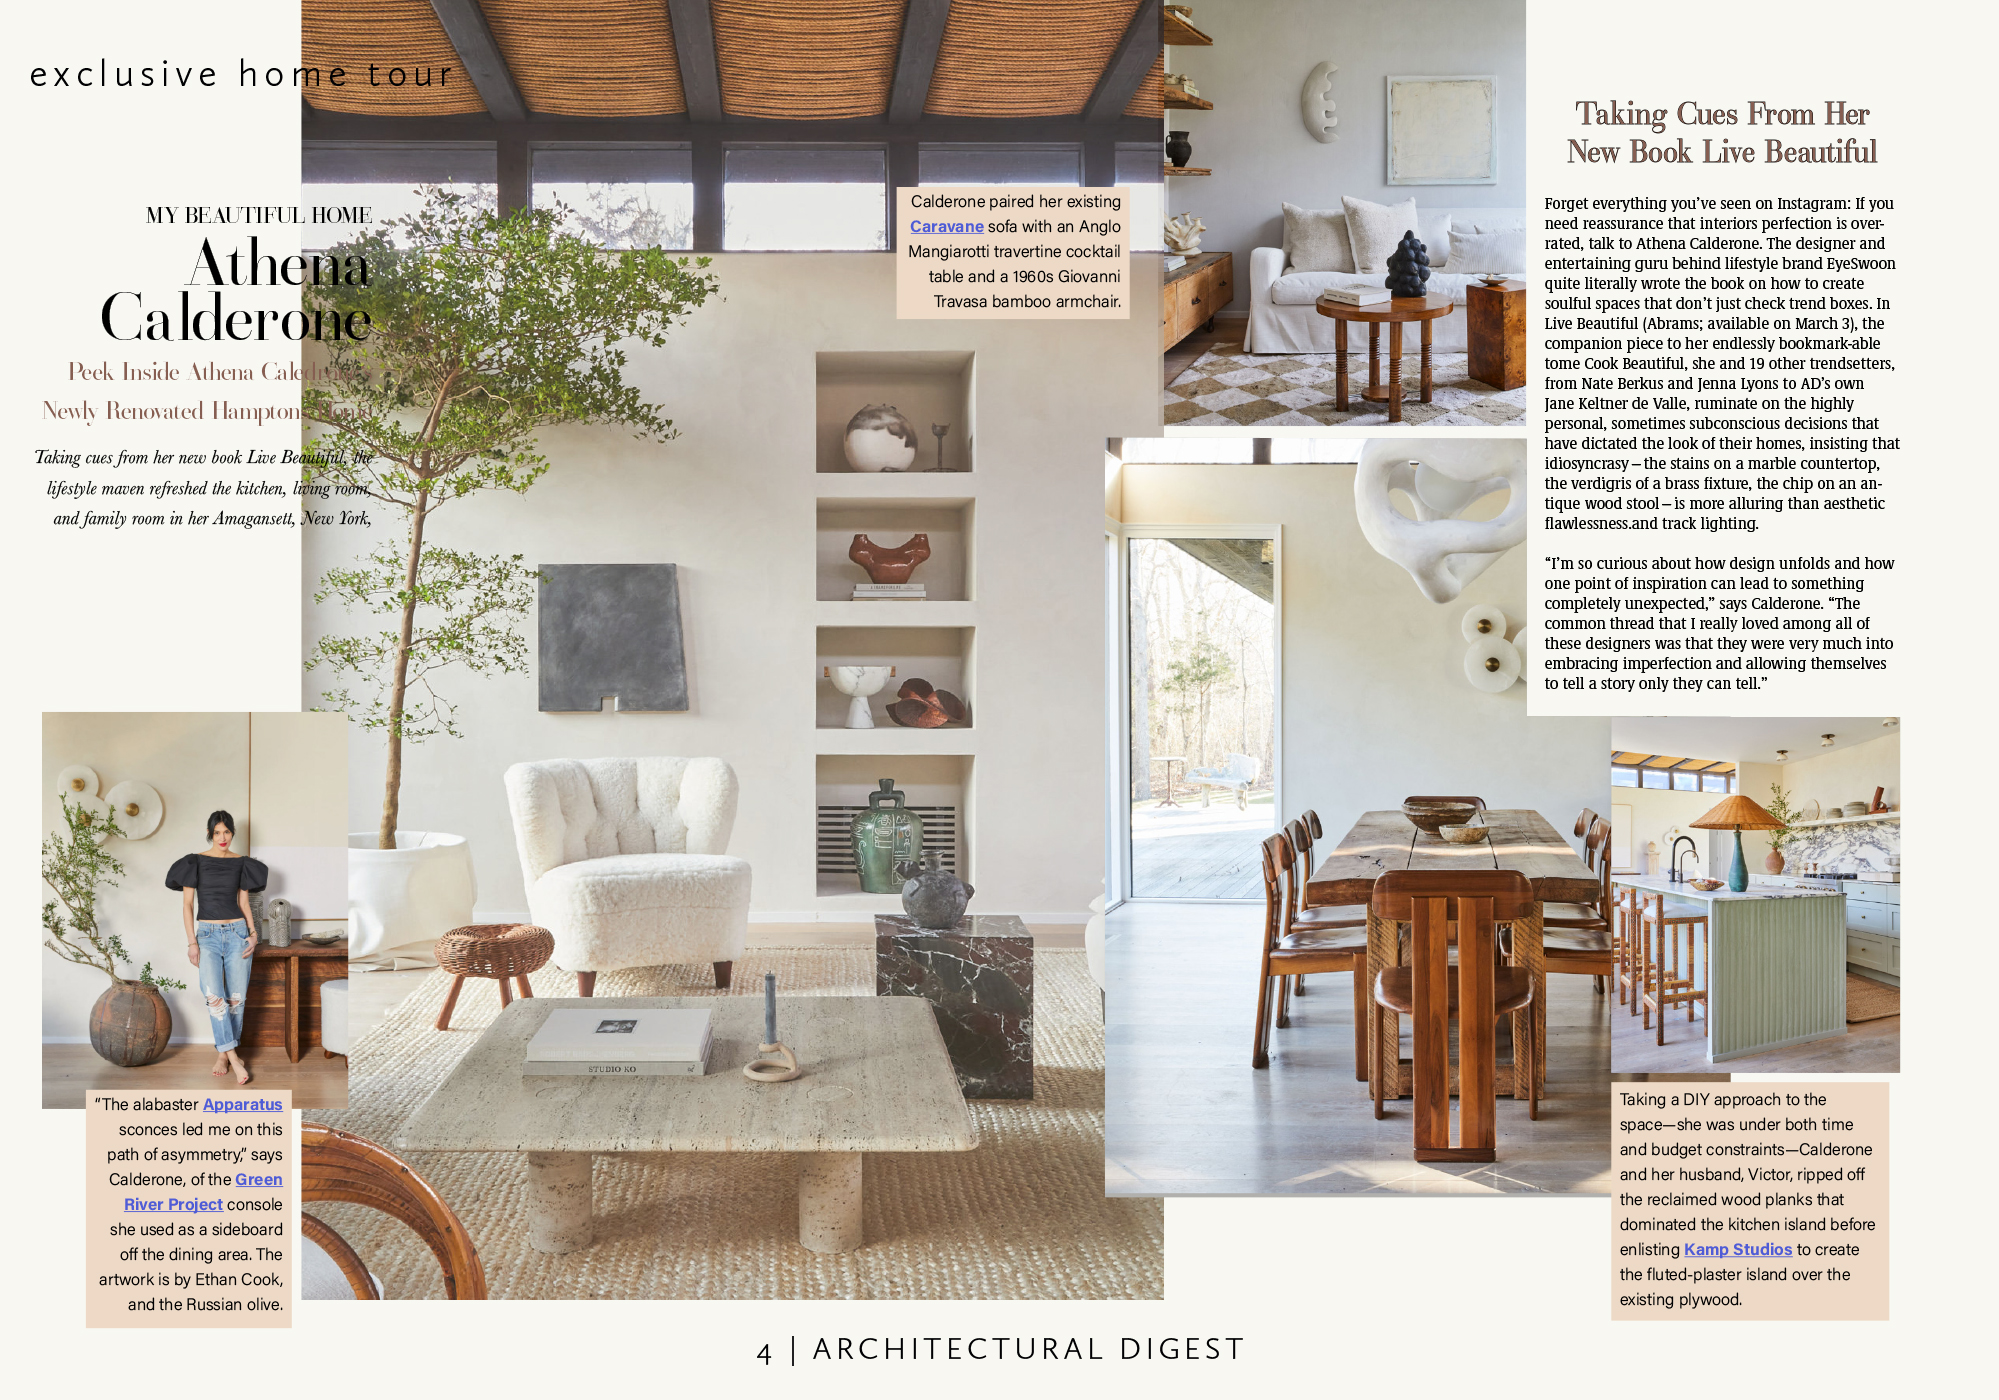 exclusive home tour
MY BEAUTIFUL HOME
Athena
Calderone
Peek Inside Athena
Newly Renovated Hampton
Taking cues from her new book Live Beautiful, the
lifestyle maven refreshed the kitchen, living room,
and family room in her Amagansett, New York,
Calderone paired her existing
Caravane sofa with an Anglo
Mangiarotti travertine cocktail
table and a 1960s Giovanni
Travasa bamboo armchair.
Taking Cues From Her
New Book Live Beautiful
Forget everything you’ve seen on Instagram: If you
need reassurance that interiors perfection is over-
rated, talk to Athena Calderone. The designer and
entertaining guru behind lifestyle brand EyeSwoon
quite literally wrote the book on how to create
soulful spaces that don’t just check trend boxes. In
Live Beautiful (Abrams; available on March 3), the
companion piece to her endlessly bookmark-able
tome Cook Beautiful, she and 19 other trendsetters,
from Nate Berkus and Jenna Lyons to AD’s own
Jane Keltner de Valle, ruminate on the highly
personal, sometimes subconscious decisions that
have dictated the look of their homes, insisting that
idiosyncrasy – the stains on a marble countertop,
the verdigris of a brass fixture, the chip on an an-
tique wood stool – is more alluring than aesthetic
flawlessness.and track lighting.
“I’m so curious about how design unfolds and how
one point of inspiration can lead to something
completely unexpected,” says Calderone. “The
common thread that I really loved among all of
these designers was that they were very much into
embracing imperfection and allowing themselves
to tell a story only they can tell.”
STUDIO KO
“The alabaster Apparatus
sconces led me on this
path of asymmetry,” says
Calderone, of the Green
River Project console
she used as a sideboard
off the dining area. The
artwork is by Ethan Cook,
and the Russian olive.
Taking a DIY approach to the
space—she was under both time
and budget constraints—Calderone
and her husband, Victor, ripped off
the reclaimed wood planks that
dominated the kitchen island before
enlisting Kamp Studios to create
the fluted-plaster island over the
existing plywood.
4 | ARCHITECTURAL DIGEST